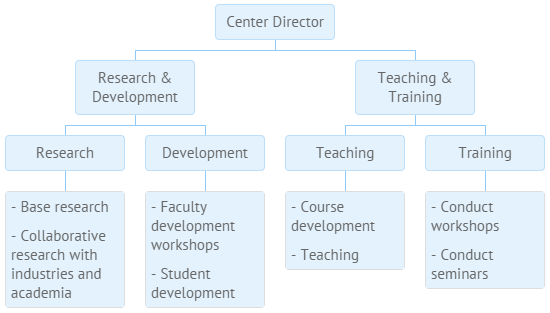 Center Director
Research &
Development
Teaching &
Training
Research
Development
Teaching
Training
- Base research
- Collaborative
research with
industries and
academia
- Faculty
development
workshops
- Student
development
- Course
development
- Teaching
- Conduct
workshops
- Conduct
seminars